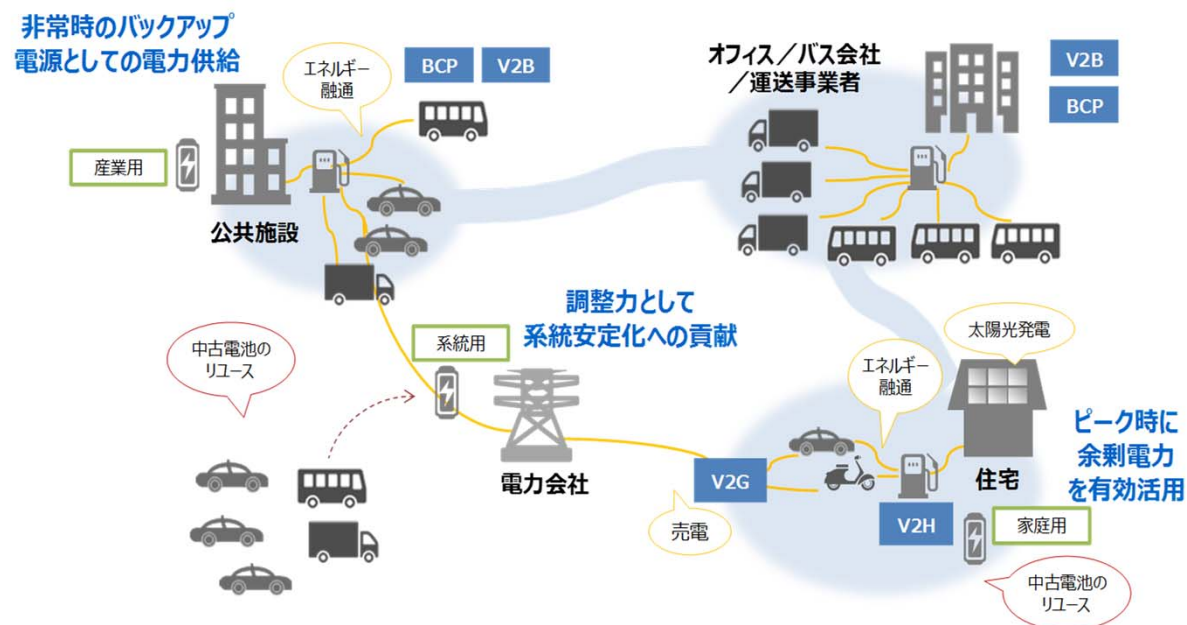 非常時のバックアップ
電源としての電力供給
エネルギー
融通
BCP
V2B
産業用
公共施設
オフィス／バス会社
／運送事業者
V2B
BCP
調整力として
系統安定化への貢献
系統用
中古電池の
リユース
電力会社
太陽光発電
エネルギー
融通
ピーク時に
余剰電力
を有効活用
住宅
V2G
売電
V2H
家庭用
中古電池の
リユース